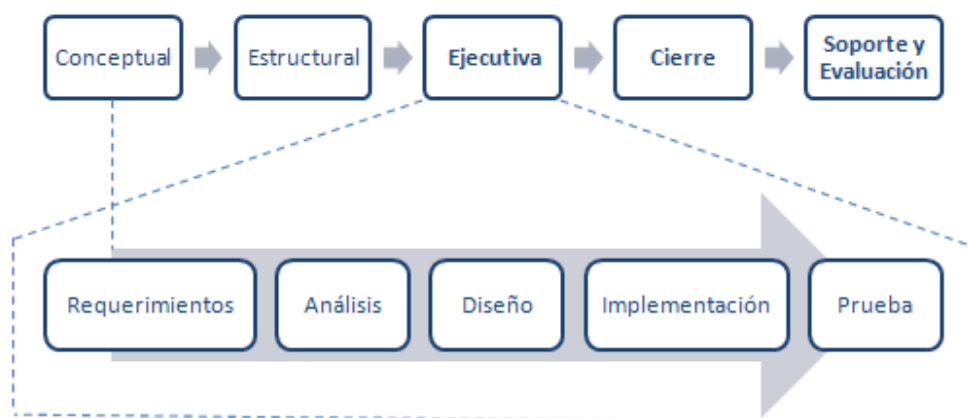 Conceptual
Estructural
Ejecutiva
Cierre
Soporte y
Evaluación
Requerimientos
Análisis
Diseño
Implementación
Prueba